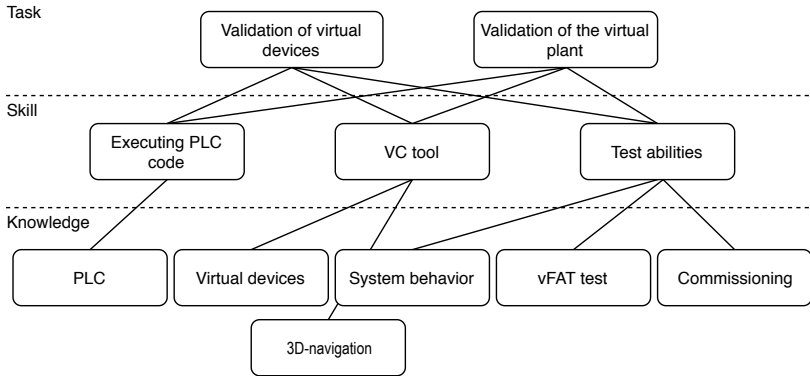 Task
Validation of virtual
devices
Validation of the virtual
plant
Skill
Executing PLC
code
VC tool
Test abilities
Knowledge
PLC
Virtual devices
System behavior
vFAT test
Commissioning
3D-navigation